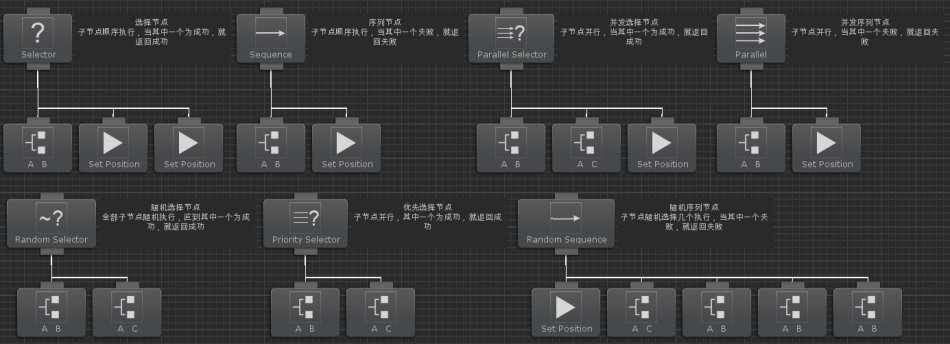 选择节点
子节点顺序执行，当其中一个为成功，就
返回成功
Selector
序列节点
子节点顺序执行，当其中一个失败，就返
回失败
Sequence
并发选择节点
子节点并行，当其中一个为成功，就返回
成功
Parallel Selector
并发序列节点
子节点并行，当其中一个失败，就返回失
败
Parallel
A B
Set Position
Set Position
A B
Set Position
A B
A C
Set Position
A B
Set Position
随机选择节点
全部子节点随机执行，直到其中一个为成
功，就返回成功
Random Selector
优先选择节点
子节点并行，其中一个为成功，就返回成
功
Priority Selector
随机序列节点
子节点随机选择几个执行，当其中一个失
败，就返回失败
Random Sequence
A B
A C
A B
A C
Set Position
A C
A B
A B
A B